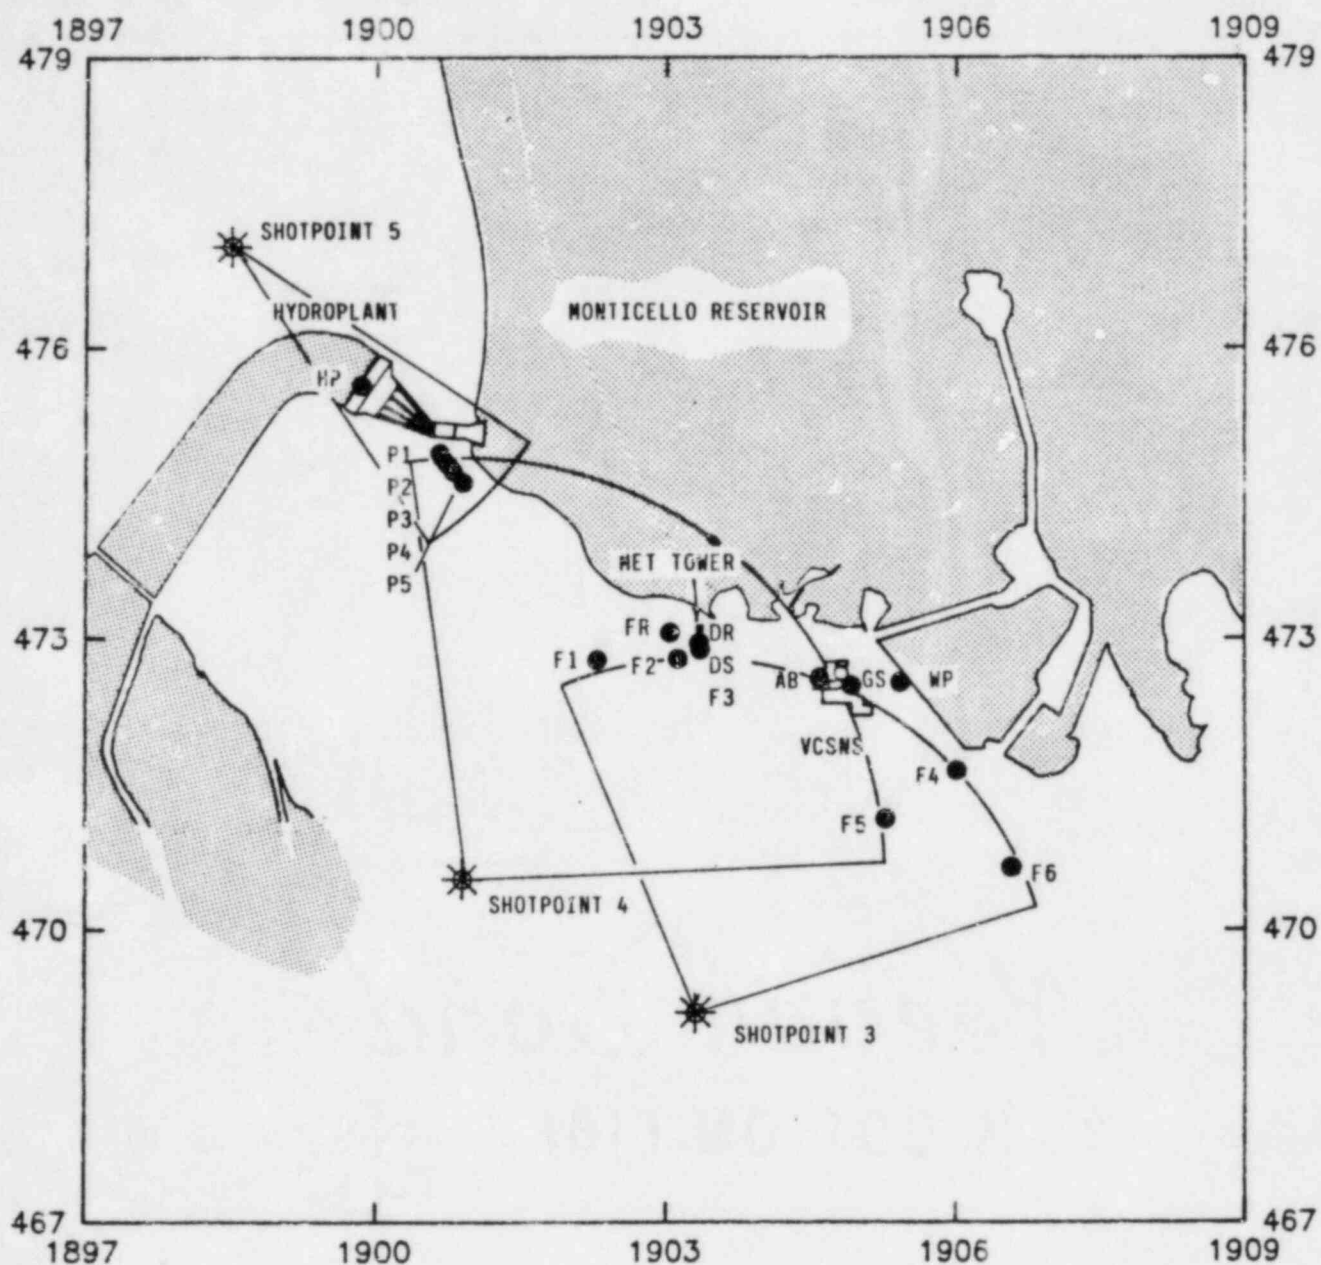 1897 1900 1903 1906 1909
479 479
SHOTPOINT 5
HYDROPLANT
MONTICELLO RESERVOIR
476 476
HP
P1
P2
P3
P4
P5
MET TOWER
473 473
FR DR
F1 F2 DS
F3
AB GS WP
VCSNS
F4
F5
F6
SHOTPOINT 4
470 470
SHOTPOINT 3
467 467
1897 1900 1903 1906 1909